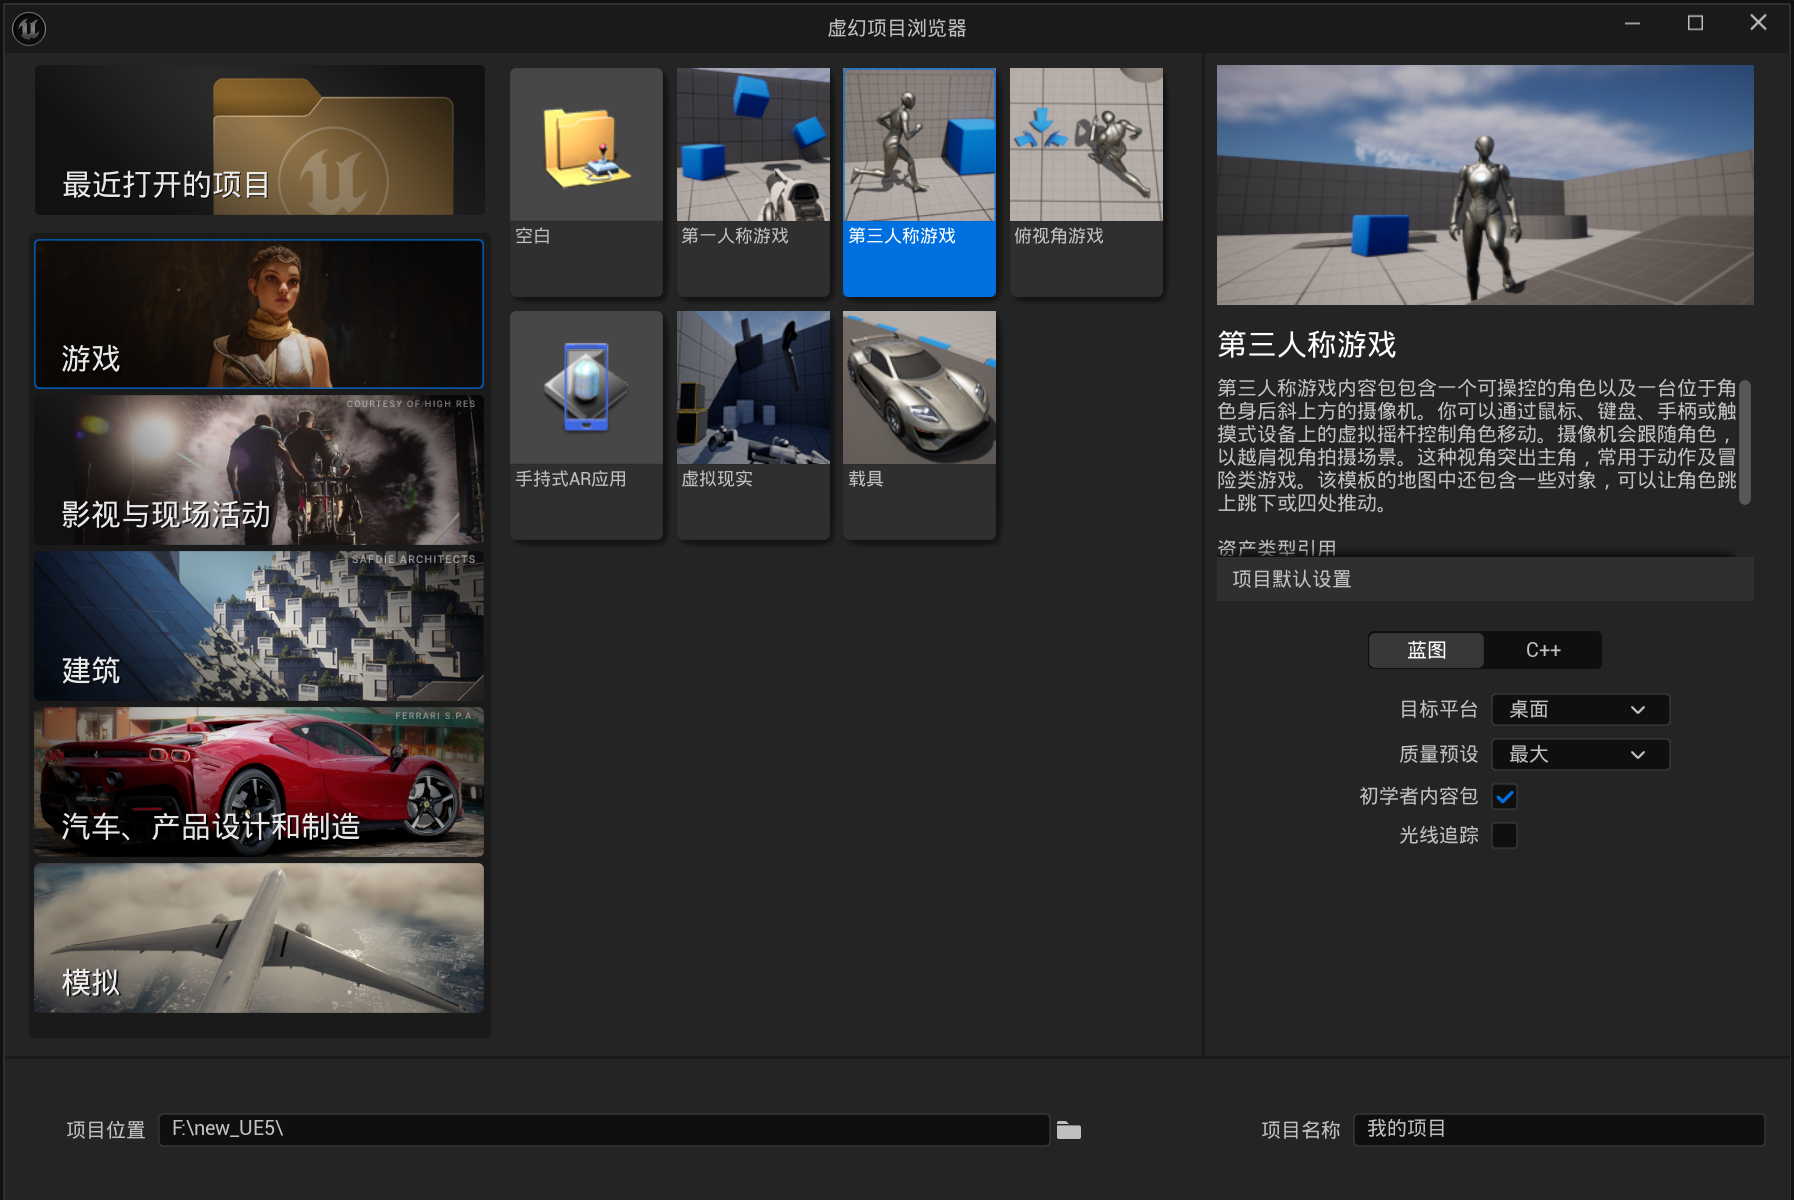 虚幻项目浏览器
最近打开的项目
游戏
COURTESY OF HIGH RES
影视与现场活动
SAFDIE ARCHITECTS
建筑
FERRARI S.P.A.
汽车、产品设计和制造
模拟
空白
第一人称游戏
第三人称游戏
俯视角游戏
手持式AR应用
虚拟现实
载具
第三人称游戏
第三人称游戏内容包包含一个可操控的角色以及一台位于角
色身后斜上方的摄像机。你可以通过鼠标、键盘、手柄或触
摸式设备上的虚拟摇杆控制角色移动。摄像机会跟随角色，
以越肩视角拍摄场景。这种视角突出主角，常用于动作及冒
险类游戏。该模板的地图中还包含一些对象，可以让角色跳
上跳下或四处推动。
资产类型引用
项目默认设置
蓝图
C++
目标平台 桌面
质量预设 最大
初学者内容包
光线追踪
项目位置 F:\new_UE5\
项目名称 我的项目